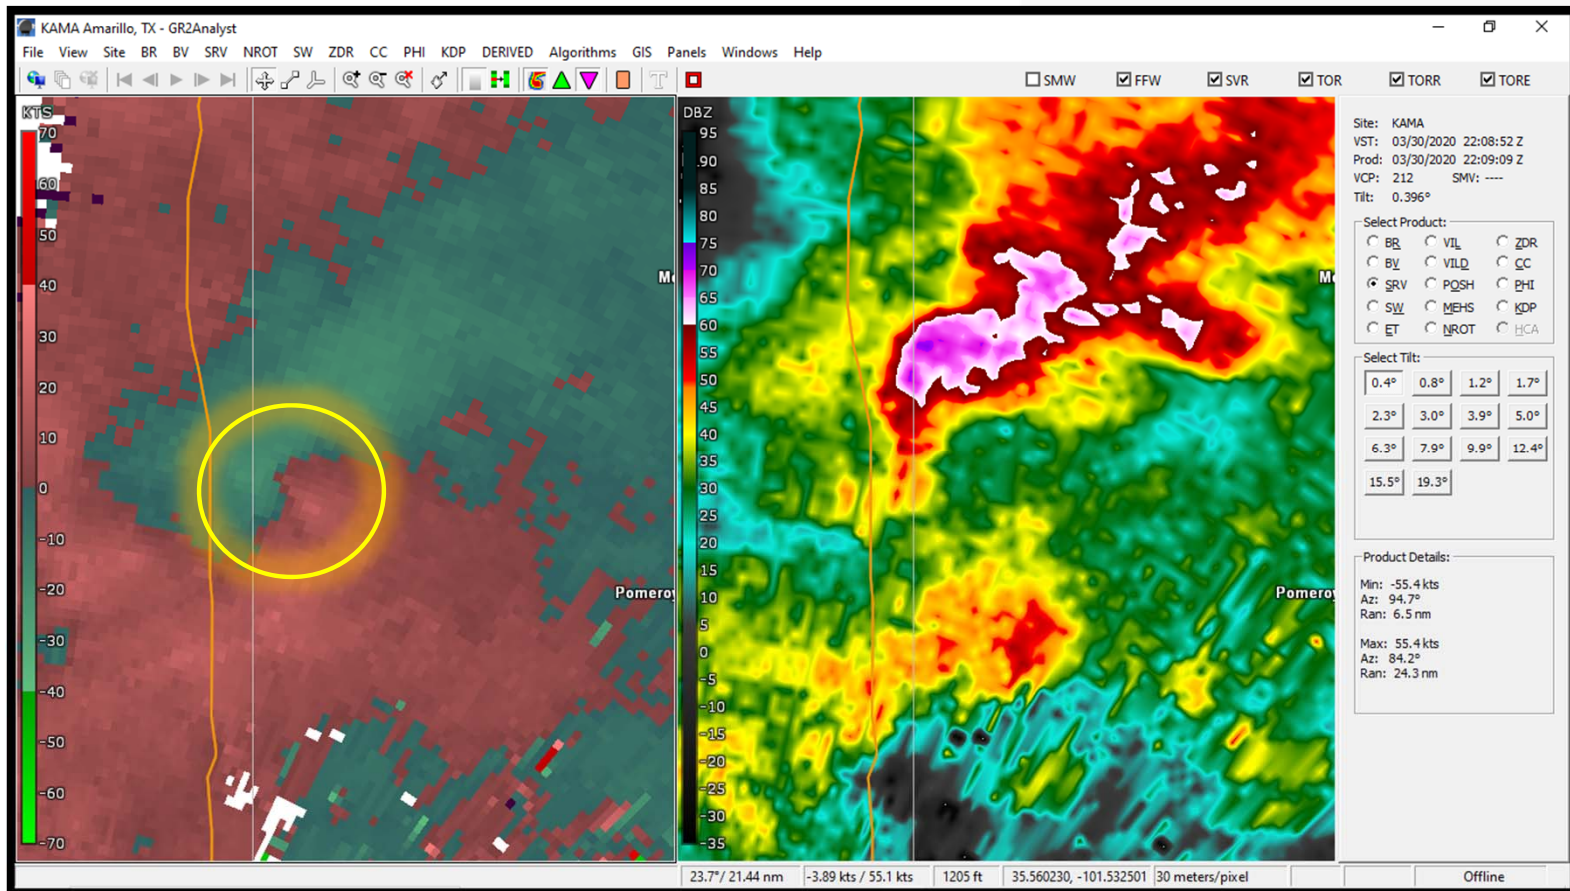 KAMA Amarillo, TX - GR2Analyst
File View Site BR BV SRV NROT SW ZDR CC PHI KDP DERIVED Algorithms GIS Panels Windows Help
SMW FFW SVR TOR TORR TORE
KTS
70
60
50
40
30
20
10
0
-10
-20
-30
-40
-50
-60
-70
Mo
Pomeroy
DBZ
95
90
85
80
75
70
65
60
55
50
45
40
35
30
25
20
15
10
5
0
-5
-10
-15
-20
-25
-30
-35
Mo
Pomeroy
Site: KAMA
VST: 03/30/2020 22:08:52 Z
Prod: 03/30/2020 22:09:09 Z
VCP: 212 SMV: ----
Tilt: 0.396°
Select Product:
BR VIL ZDR
BV VILD CC
SRV POSH PHI
SW MEHS KDP
ET NROT HCA
Select Tilt:
0.4° 0.8° 1.2° 1.7°
2.3° 3.0° 3.9° 5.0°
6.3° 7.9° 9.9° 12.4°
15.5° 19.3°
Product Details:
Min: -55.4 kts
Az: 94.7°
Ran: 6.5 nm
Max: 55.4 kts
Az: 84.2°
Ran: 24.3 nm
23.7°/ 21.44 nm -3.89 kts / 55.1 kts 1205 ft 35.560230, -101.532501 30 meters/pixel Offline